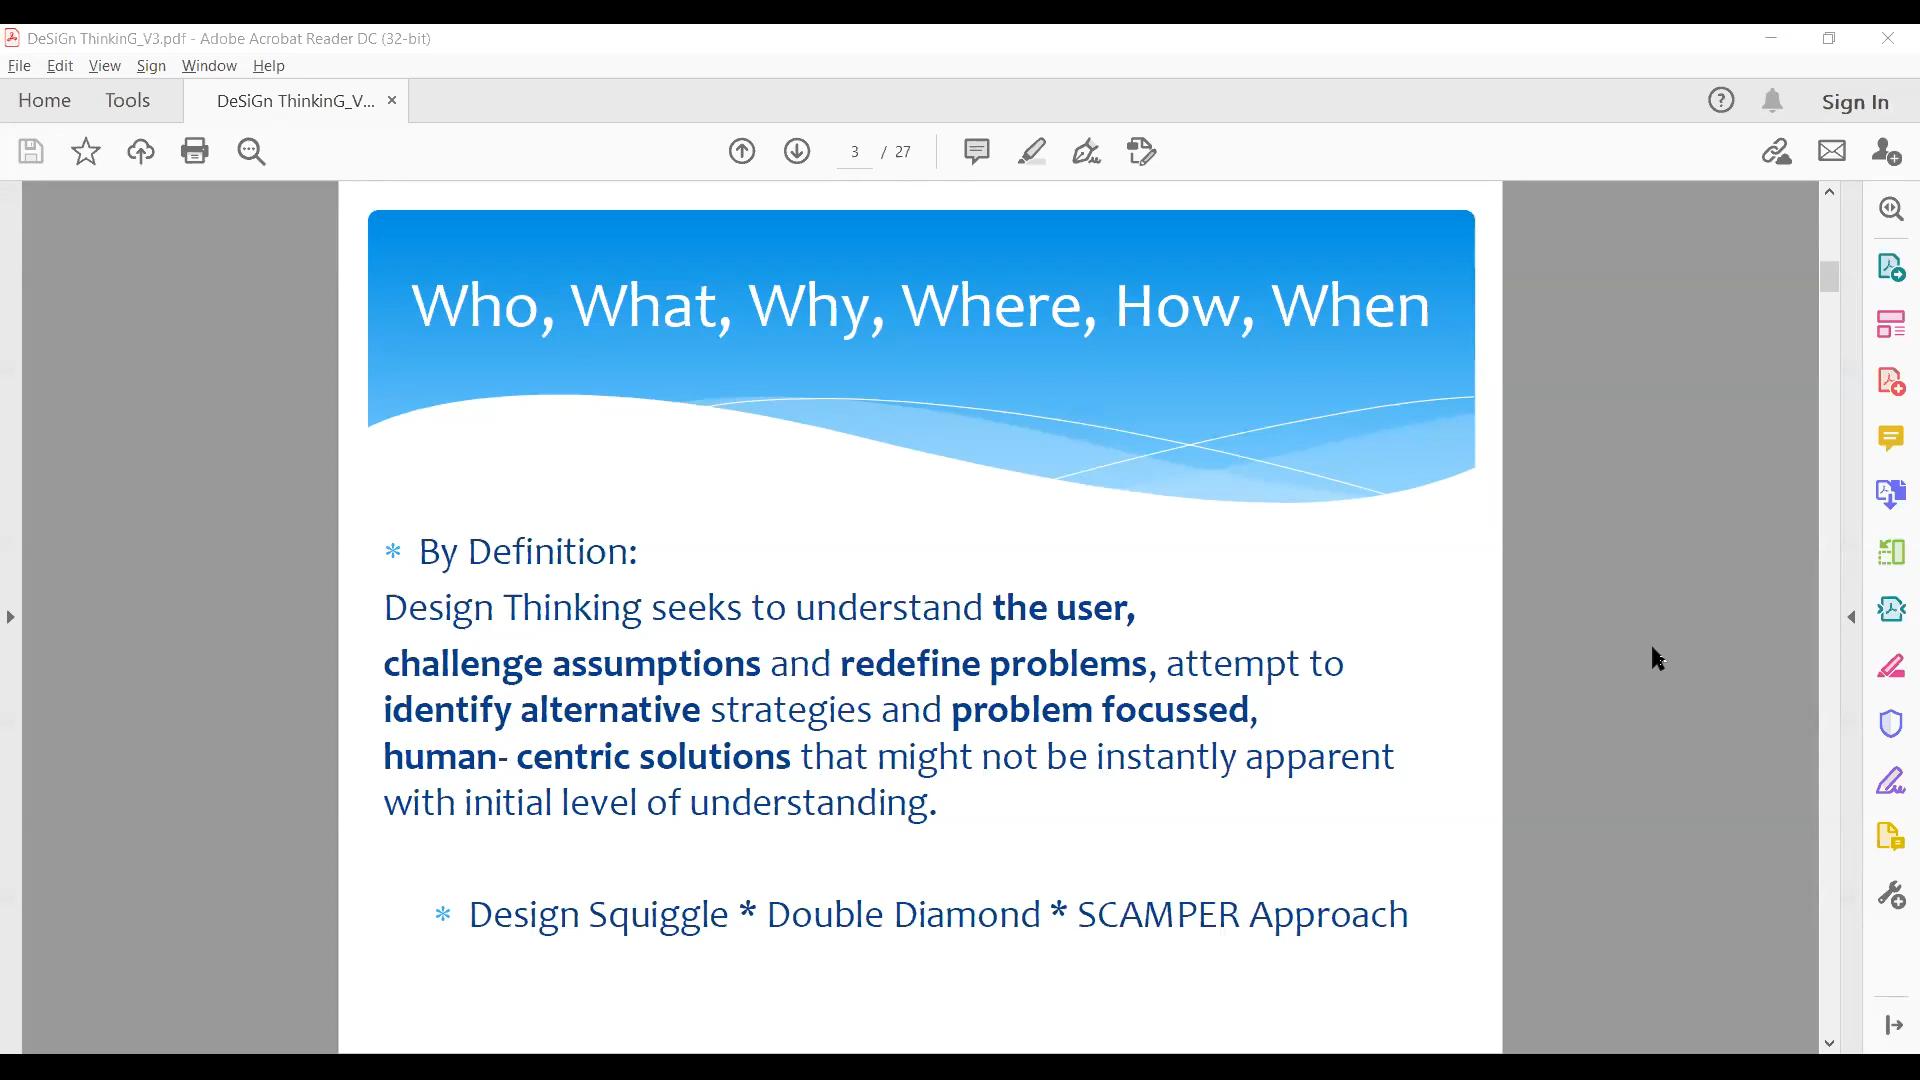 DeSiGn ThinkinG_V3.pdf - Adobe Acrobat Reader DC (32-bit)
File Edit View Sign Window Help
Home Tools DeSiGn ThinkinG_V... × Sign In
3 / 27
Who, What, Why, Where, How, When
* By Definition:
Design Thinking seeks to understand the user,
challenge assumptions and redefine problems, attempt to
identify alternative strategies and problem focussed,
human- centric solutions that might not be instantly apparent
with initial level of understanding.
* Design Squiggle * Double Diamond * SCAMPER Approach